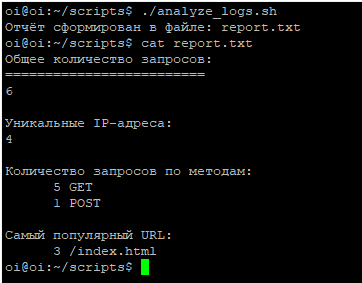 oi@oi:~/scripts$ ./analyze_logs.sh
Отчёт сформирован в файле: report.txt
oi@oi:~/scripts$ cat report.txt
Общее количество запросов:
=========================
6
Уникальные IP-адреса:
4
Количество запросов по методам:
5 GET
1 POST
Самый популярный URL:
3 /index.html
oi@oi:~/scripts$